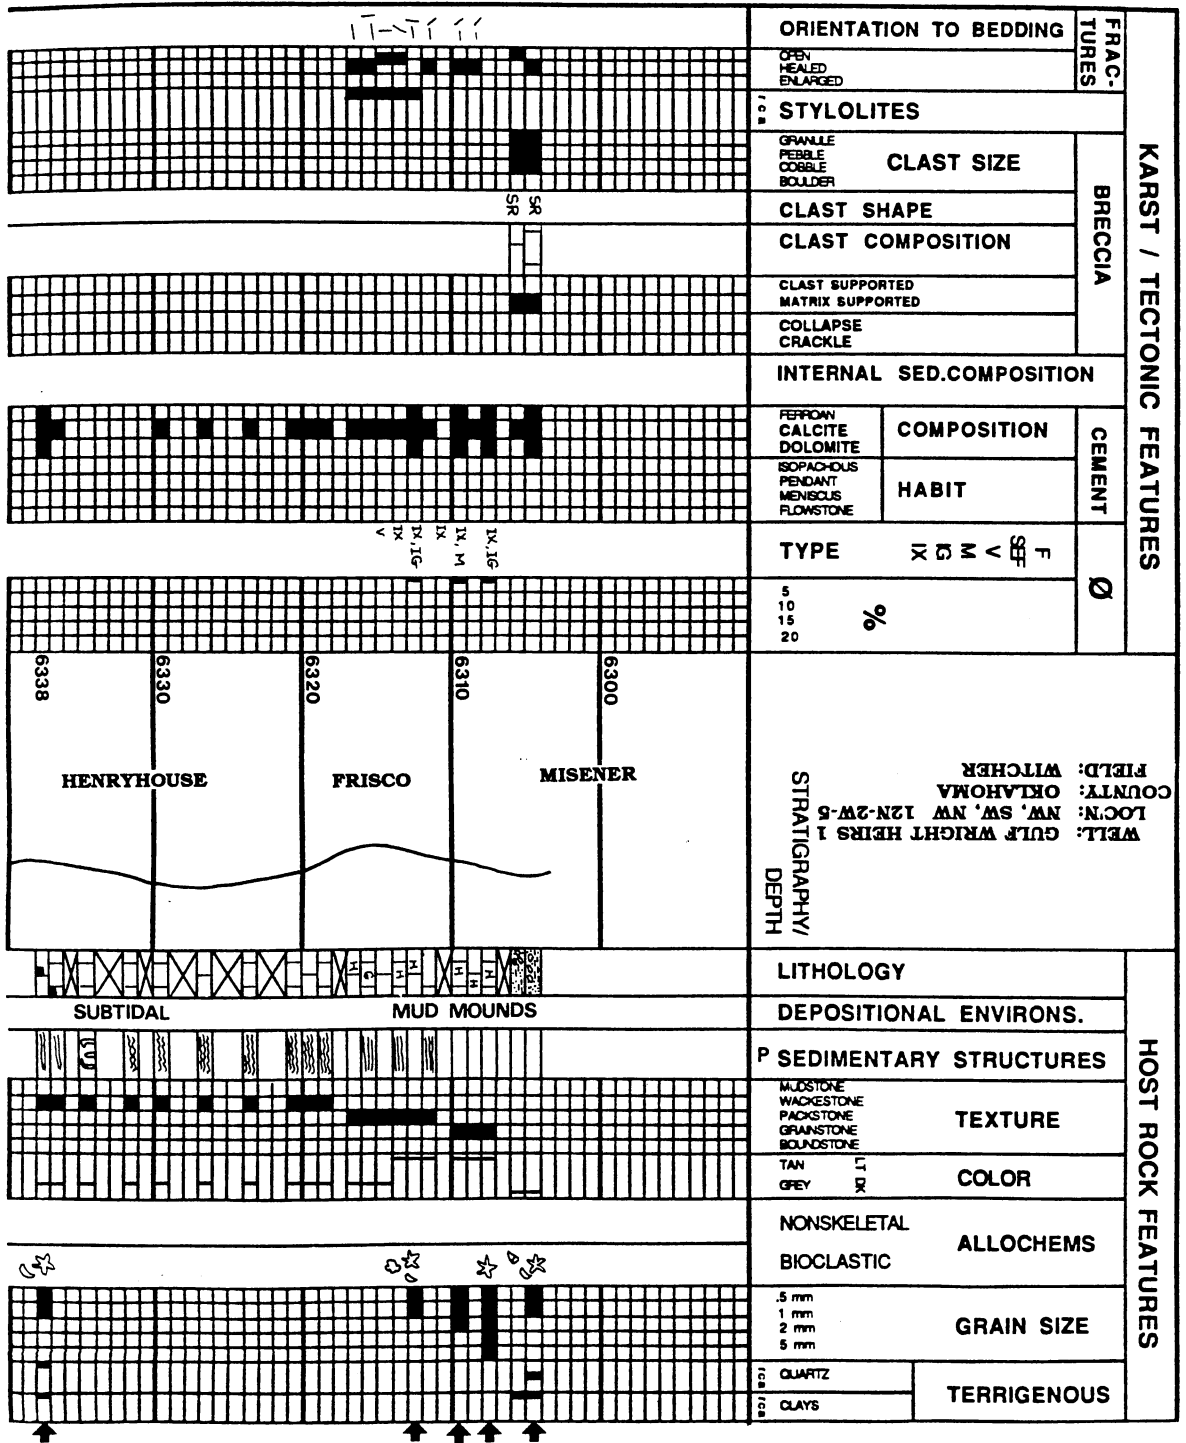 ORIENTATION TO BEDDING
FRAC-
TURES
OPEN
HEALED
ENLARGED
r c a
STYLOLITES
GRANULE
PEBBLE
COBBLE
BOULDER
CLAST SIZE
SR SR
CLAST SHAPE
CLAST COMPOSITION
BRECCIA
CLAST SUPPORTED
MATRIX SUPPORTED
COLLAPSE
CRACKLE
INTERNAL SED.COMPOSITION
KARST / TECTONIC FEATURES
FERROAN
CALCITE
DOLOMITE
COMPOSITION
ISOPACHOUS
PENDANT
MENISCUS
FLOWSTONE
HABIT
CEMENT
V IX IX,IG IX IX,M IX,IG
TYPE
IX IG M V SEF F
5
10
15
20
%
Ø
6338 6330 6320 6310 6300
HENRYHOUSE FRISCO MISENER
STRATIGRAPHY/
DEPTH
WELL: GULF WRIGHT HEIRS 1
LOC'N: NW, SW, NW 12N-2W-5
COUNTY: OKLAHOMA
FIELD: WITCHER
H G H H H H H
LITHOLOGY
SUBTIDAL MUD MOUNDS
DEPOSITIONAL ENVIRONS.
P SEDIMENTARY STRUCTURES
MUDSTONE
WACKESTONE
PACKSTONE
GRAINSTONE
BOUNDSTONE
TEXTURE
TAN LT
GREY DK
COLOR
NONSKELETAL
BIOCLASTIC
ALLOCHEMS
HOST ROCK FEATURES
.5 mm
1 mm
2 mm
5 mm
GRAIN SIZE
rca QUARTZ
rca CLAYS
TERRIGENOUS